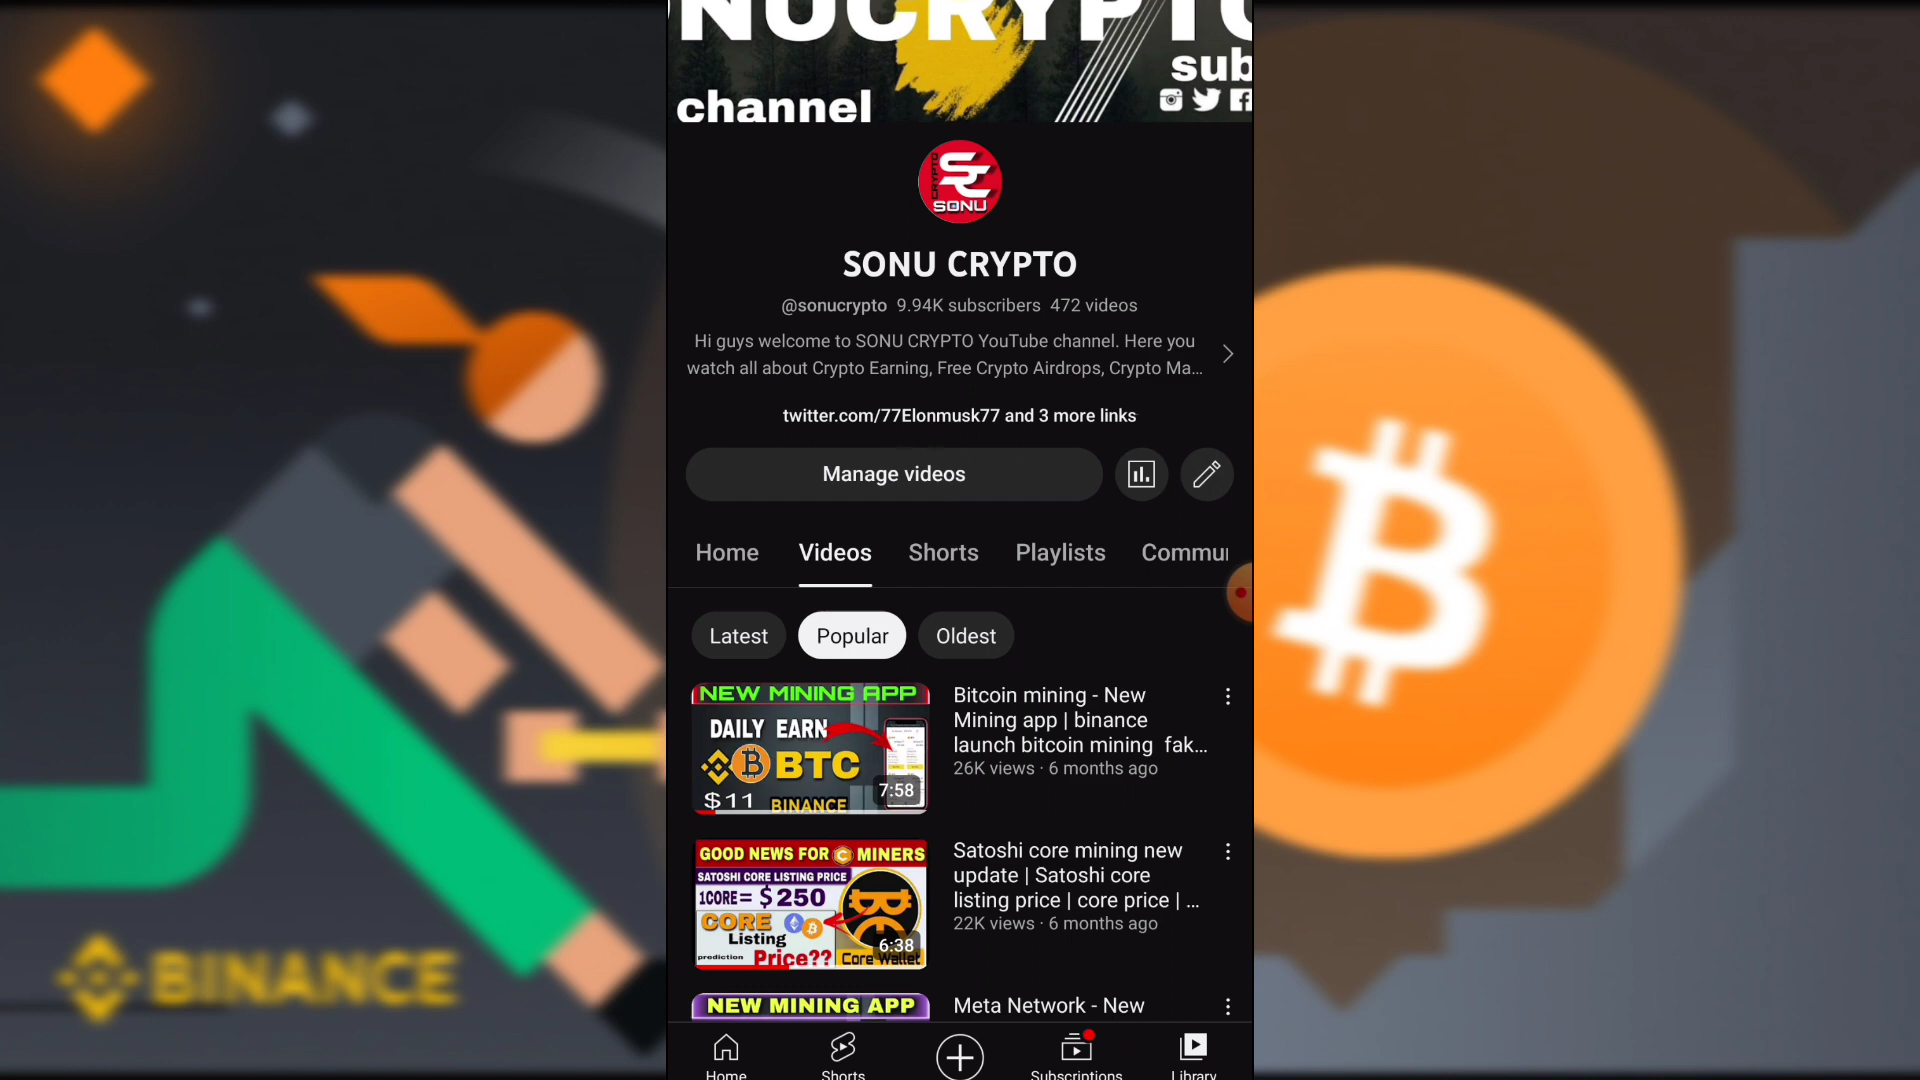 NUCRYPTO
sub
channel
CRYPTO
SC
SONU
SONU CRYPTO
@sonucrypto 9.94K subscribers 472 videos
Hi guys welcome to SONU CRYPTO YouTube channel. Here you
watch all about Crypto Earning, Free Crypto Airdrops, Crypto Ma...
twitter.com/77Elonmusk77 and 3 more links
Manage videos
Home Videos Shorts Playlists Commu
Latest Popular Oldest
NEW MINING APP
DAILY EARN
BTC
$11 BINANCE
7:58
Bitcoin mining - New
Mining app | binance
launch bitcoin mining fak...
26K views · 6 months ago
GOOD NEWS FOR C MINERS
SATOSHI CORE LISTING PRICE
1CORE= $250
CORE
Listing
prediction Price?? Core Wallet
6:38
Satoshi core mining new
update | Satoshi core
listing price | core price | ...
22K views · 6 months ago
NEW MINING APP
Meta Network - New
Home Shorts Subscriptions Library
BINANCE